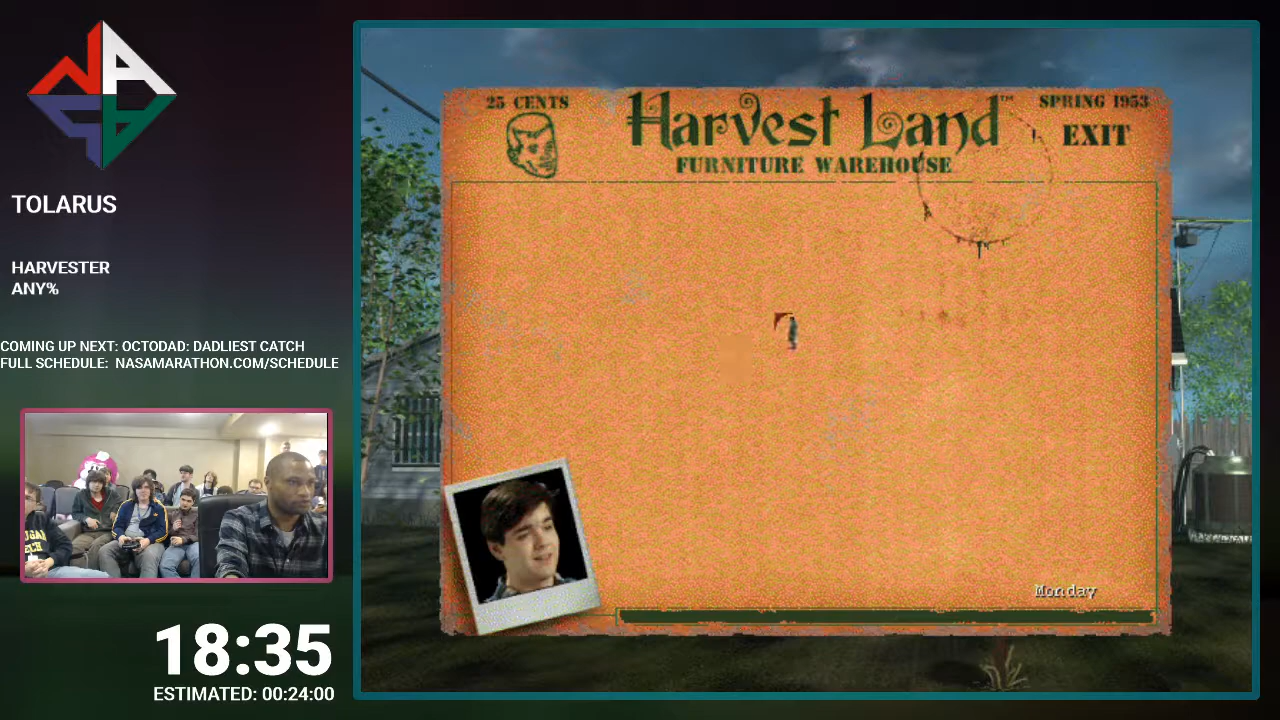 TOLARUS
HARVESTER
ANY%
COMING UP NEXT: OCTODAD: DADLIEST CATCH
FULL SCHEDULE: NASAMARATHON.COM/SCHEDULE
18:35
ESTIMATED: 00:24:00
25 CENTS
Harvest Land™
FURNITURE WAREHOUSE
SPRING 1953
EXIT
Monday